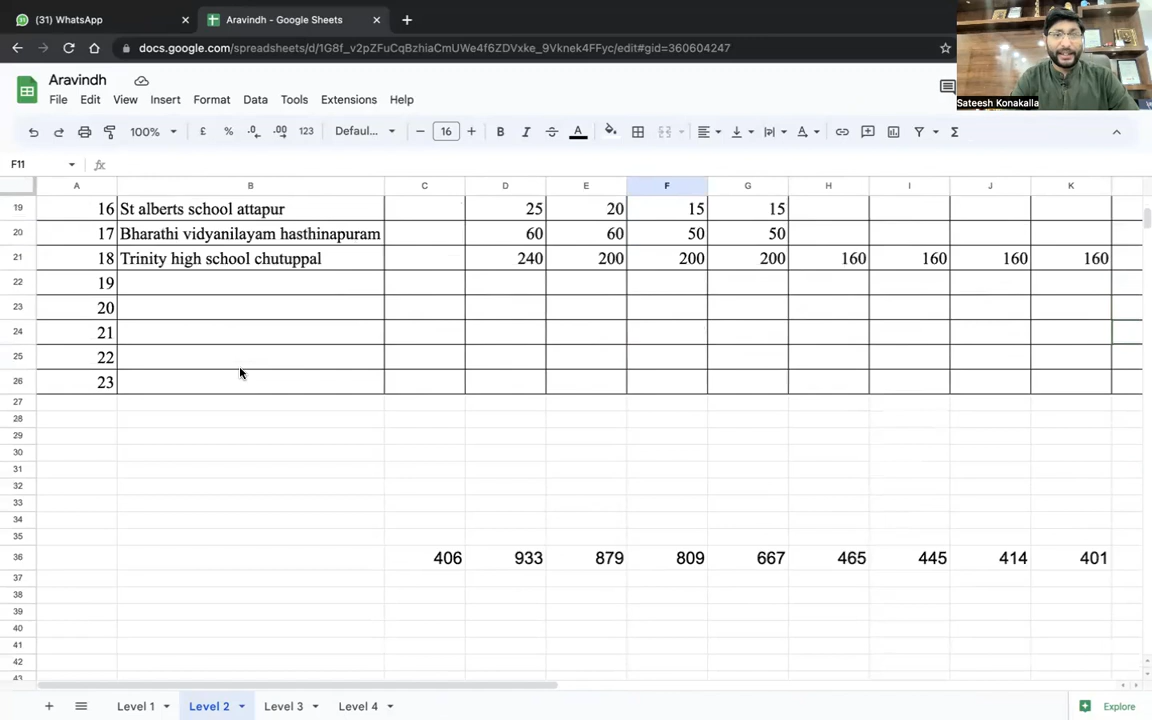 (31) WhatsApp
Aravindh - Google Sheets
docs.google.com/spreadsheets/d/1G8f_v2pZFuCqBzhiaCmUWe4f6ZDVxke_9Vknek4FFyc/edit#gid=360604247
Sateesh Konakalla
Aravindh
File Edit View Insert Format Data Tools Extensions Help
100% £ % .0 .00 123 Defaul... 16 B I A Σ
F11 fx
A B C D E F G H I J K
19 16 St alberts school attapur 25 20 15 15
20 17 Bharathi vidyanilayam hasthinapuram 60 60 50 50
21 18 Trinity high school chutuppal 240 200 200 200 160 160 160 160
22 19
23 20
24 21
25 22
26 23
27
28
29
30
31
32
33
34
35
36 406 933 879 809 667 465 445 414 401
37
38
39
40
41
42
43
Level 1 Level 2 Level 3 Level 4 Explore